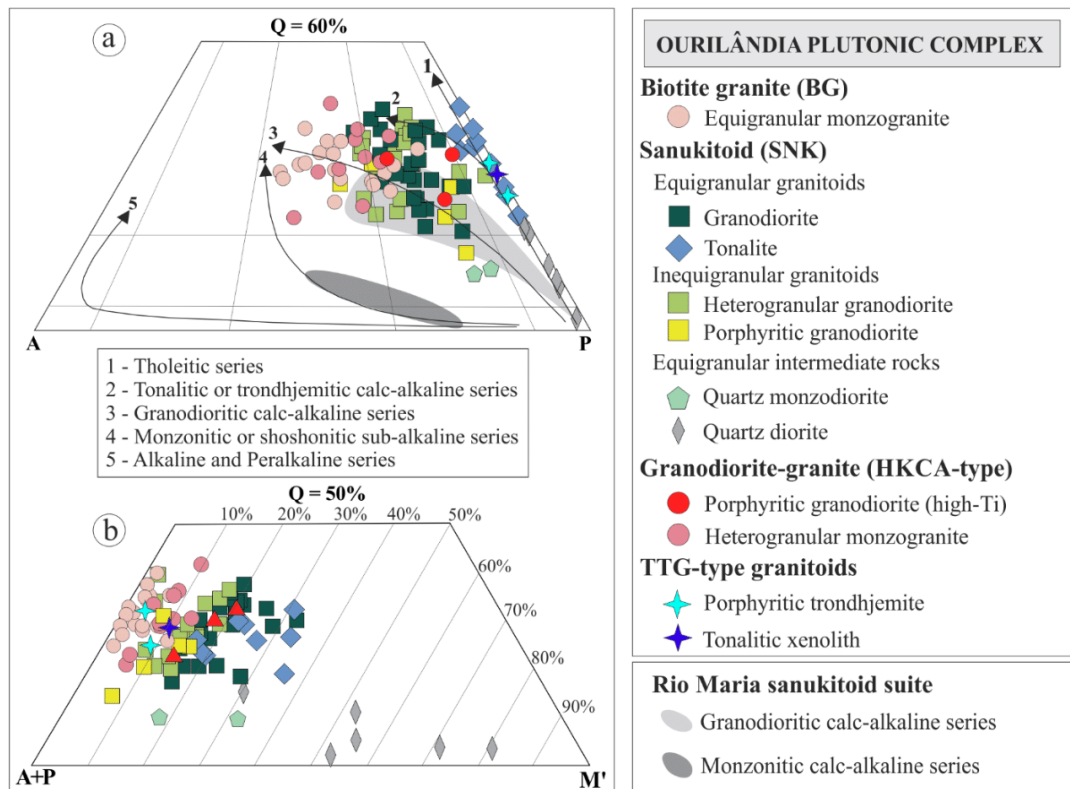 Q = 60%
a
1
2
3
4
5
A
P
1 - Tholeitic series
2 - Tonalitic or trondhjemitic calc-alkaline series
3 - Granodioritic calc-alkaline series
4 - Monzonitic or shoshonitic sub-alkaline series
5 - Alkaline and Peralkaline series
Q = 50%
b
10%
20%
30%
40%
50%
60%
70%
80%
90%
A+P
M'
OURILÂNDIA PLUTONIC COMPLEX
Biotite granite (BG)
Equigranular monzogranite
Sanukitoid (SNK)
Equigranular granitoids
Granodiorite
Tonalite
Inequigranular granitoids
Heterogranular granodiorite
Porphyritic granodiorite
Equigranular intermediate rocks
Quartz monzodiorite
Quartz diorite
Granodiorite-granite (HKCA-type)
Porphyritic granodiorite (high-Ti)
Heterogranular monzogranite
TTG-type granitoids
Porphyritic trondhjemite
Tonalitic xenolith
Rio Maria sanukitoid suite
Granodioritic calc-alkaline series
Monzonitic calc-alkaline series